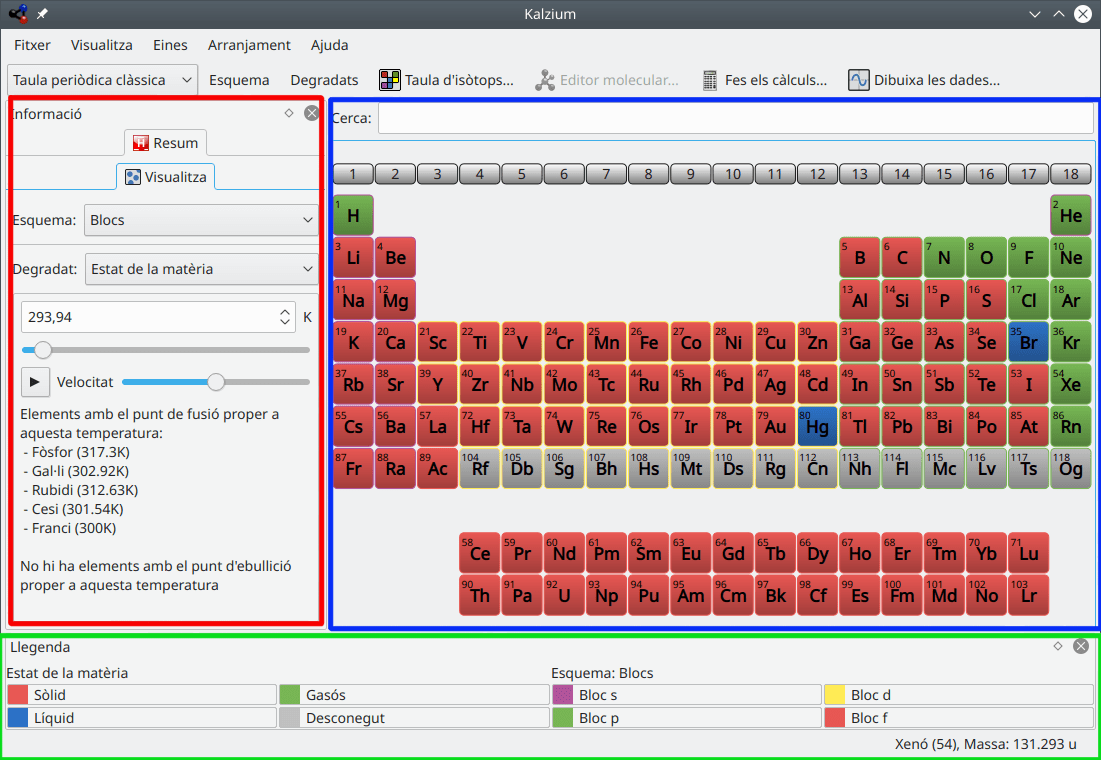 Kalzium
Fitxer Visualitza Eines Arranjament Ajuda
Taula periòdica clàssica Esquema Degradats Taula d'isòtops... Editor molecular... Fes els càlculs... Dibuixa les dades...
Informació
Resum
Visualitza
Esquema: Blocs
Degradat: Estat de la matèria
293,94 K
Velocitat
Elements amb el punt de fusió proper a
aquesta temperatura:
- Fòsfor (317.3K)
- Gal·li (302.92K)
- Rubidi (312.63K)
- Cesi (301.54K)
- Franci (300K)
No hi ha elements amb el punt d'ebullició
proper a aquesta temperatura
Cerca:
1 2 3 4 5 6 7 8 9 10 11 12 13 14 15 16 17 18
1 H 2 He
3 Li 4 Be 5 B 6 C 7 N 8 O 9 F 10 Ne
11 Na 12 Mg 13 Al 14 Si 15 P 16 S 17 Cl 18 Ar
19 K 20 Ca 21 Sc 22 Ti 23 V 24 Cr 25 Mn 26 Fe 27 Co 28 Ni 29 Cu 30 Zn 31 Ga 32 Ge 33 As 34 Se 35 Br 36 Kr
37 Rb 38 Sr 39 Y 40 Zr 41 Nb 42 Mo 43 Tc 44 Ru 45 Rh 46 Pd 47 Ag 48 Cd 49 In 50 Sn 51 Sb 52 Te 53 I 54 Xe
55 Cs 56 Ba 57 La 72 Hf 73 Ta 74 W 75 Re 76 Os 77 Ir 78 Pt 79 Au 80 Hg 81 Tl 82 Pb 83 Bi 84 Po 85 At 86 Rn
87 Fr 88 Ra 89 Ac 104 Rf 105 Db 106 Sg 107 Bh 108 Hs 109 Mt 110 Ds 111 Rg 112 Cn 113 Nh 114 Fl 115 Mc 116 Lv 117 Ts 118 Og
58 Ce 59 Pr 60 Nd 61 Pm 62 Sm 63 Eu 64 Gd 65 Tb 66 Dy 67 Ho 68 Er 69 Tm 70 Yb 71 Lu
90 Th 91 Pa 92 U 93 Np 94 Pu 95 Am 96 Cm 97 Bk 98 Cf 99 Es 100 Fm 101 Md 102 No 103 Lr
Llegenda
Estat de la matèria Esquema: Blocs
Sòlid Gasós Bloc s Bloc d
Líquid Desconegut Bloc p Bloc f
Xenó (54), Massa: 131.293 u